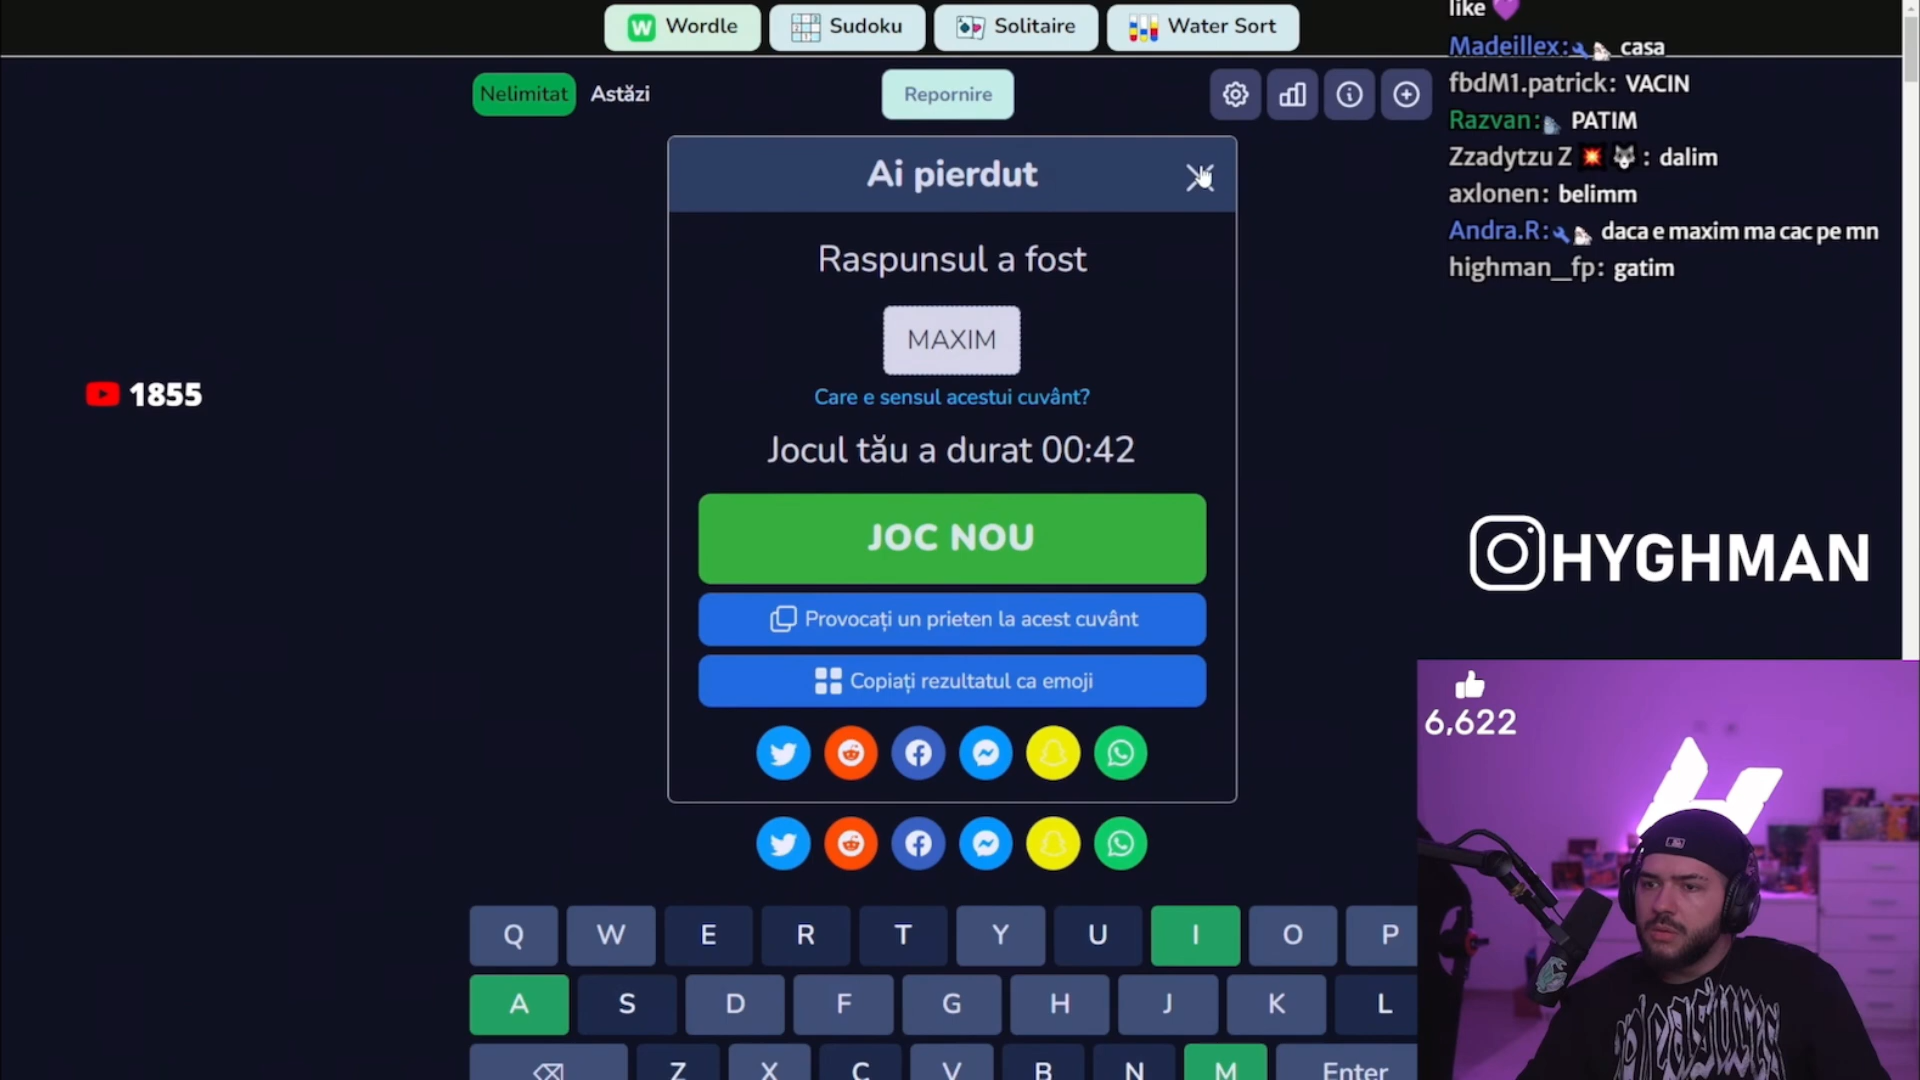 Wordle
Sudoku
Solitaire
Water Sort
Nelimitat
Astăzi
Repornire
Ai pierdut
Raspunsul a fost
MAXIM
Care e sensul acestui cuvânt?
Jocul tău a durat 00:42
JOC NOU
Provocați un prieten la acest cuvânt
Copiați rezultatul ca emoji
Q W E R T Y U I O P
A S D F G H J K L
Z X C V B N M Enter
1855
like
Madeillex: casa
fbdM1.patrick: VACIN
Razvan: PATIM
Zzadytzu Z : dalim
axlonen: belimm
Andra.R: daca e maxim ma cac pe mn
highman__fp: gatim
HYGHMAN
6,622